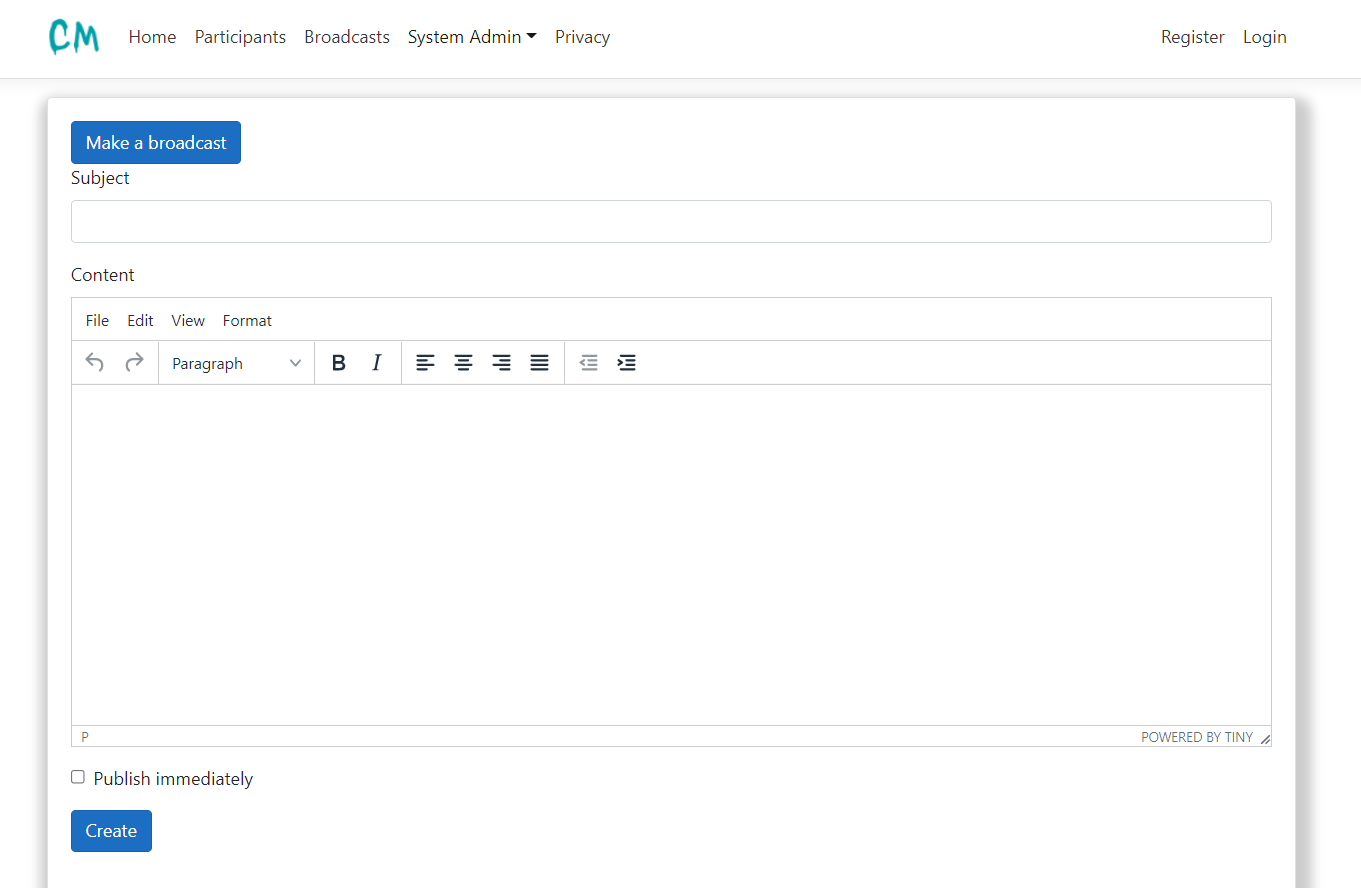 CM Home Participants Broadcasts System Admin Privacy Register Login
Make a broadcast
Subject
Content
File Edit View Format
Paragraph B I
P POWERED BY TINY
Publish immediately
Create